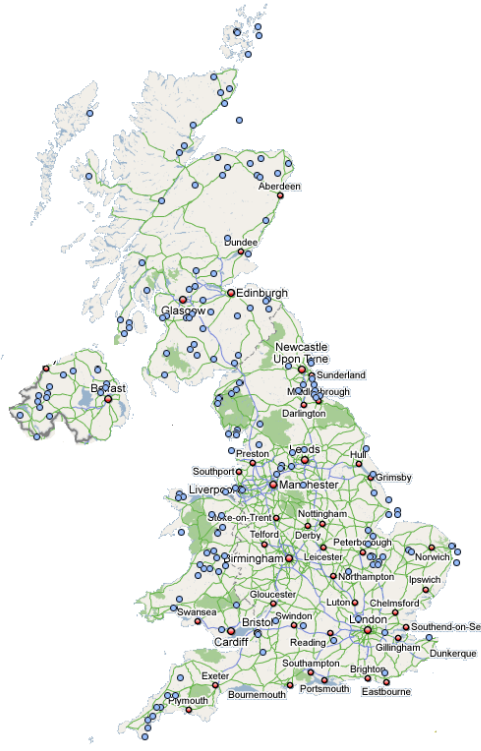 Aberdeen
Dundee
Edinburgh
Glasgow
Newcastle
Upon Tyne
Sunderland
Belfast
Middlesbrough
Darlington
Leeds
Hull
Preston
Southport
Grimsby
Manchester
Liverpool
Stoke-on-Trent
Nottingham
Derby
Telford
Peterborough
Norwich
Leicester
Birmingham
Northampton
Ipswich
Gloucester
Luton
Chelmsford
Swansea
Swindon
Bristol
London
Southend-on-Se
Cardiff
Reading
Gillingham
Dunkerque
Southampton
Brighton
Exeter
Portsmouth
Eastbourne
Bournemouth
Plymouth